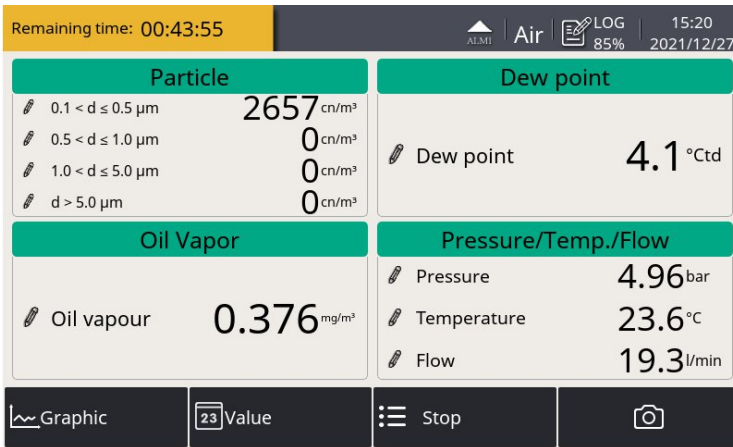 Remaining time: 00:43:55
ALMI
Air
LOG
85%
15:20
2021/12/27
Particle
0.1 < d ≤ 0.5 µm 2657 cn/m³
0.5 < d ≤ 1.0 µm 0 cn/m³
1.0 < d ≤ 5.0 µm 0 cn/m³
d > 5.0 µm 0 cn/m³
Dew point
Dew point 4.1 °Ctd
Oil Vapor
Oil vapour 0.376 mg/m³
Pressure/Temp./Flow
Pressure 4.96 bar
Temperature 23.6 °C
Flow 19.3 l/min
Graphic
23 Value
Stop